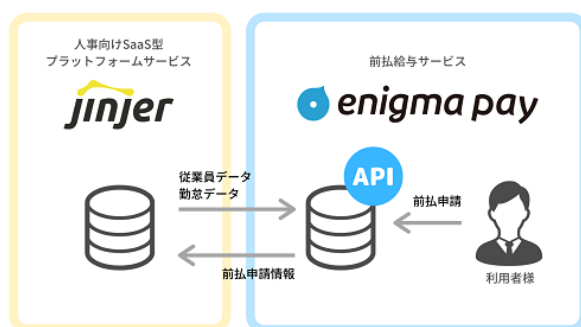 人事向けSaaS型
プラットフォームサービス
jinjer
前払給与サービス
enigma pay
従業員データ
勤怠データ
API
前払申請
前払申請情報
利用者様